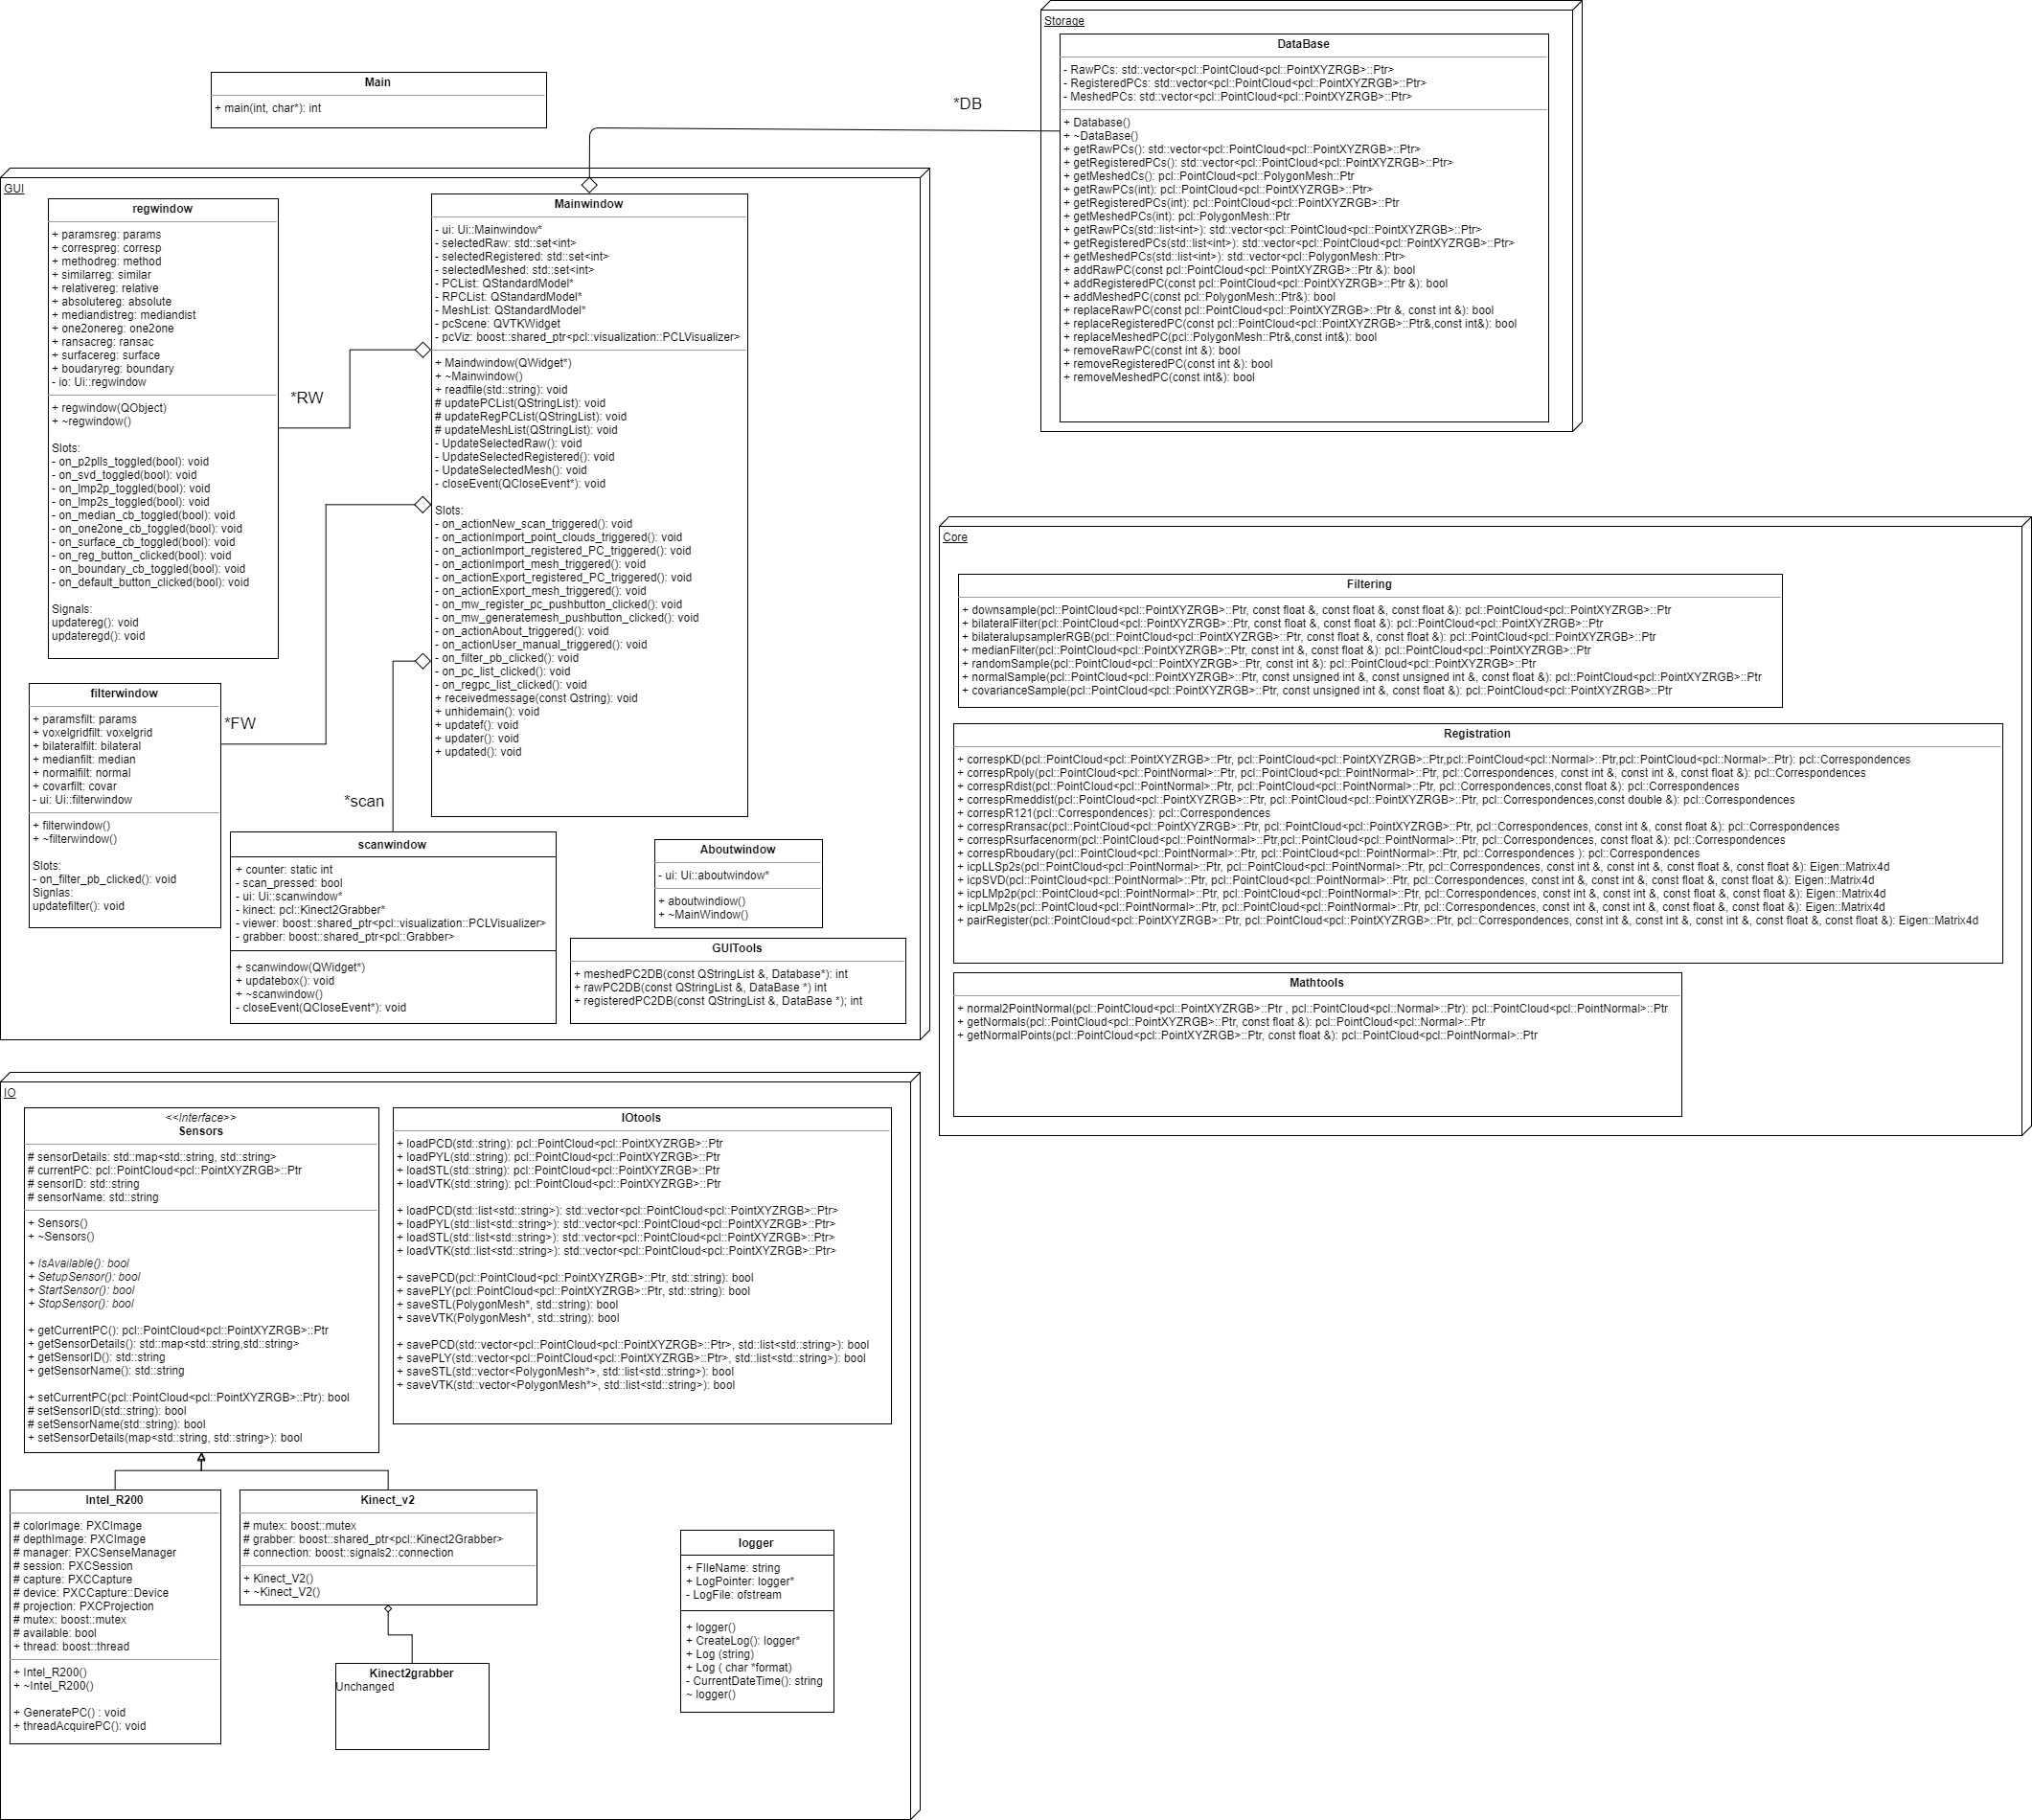 Storage
DataBase
- RawPCs: std::vector<pcl::PointCloud<pcl::PointXYZRGB>::Ptr>
- RegisteredPCs: std::vector<pcl::PointCloud<pcl::PointXYZRGB>::Ptr>
- MeshedPCs: std::vector<pcl::PointCloud<pcl::PointXYZRGB>::Ptr>
+ Database()
+ ~DataBase()
+ getRawPCs(): std::vector<pcl::PointCloud<pcl::PointXYZRGB>::Ptr>
+ getRegisteredPCs(): std::vector<pcl::PointCloud<pcl::PointXYZRGB>::Ptr>
+ getMeshedCs(): pcl::PointCloud<pcl::PolygonMesh::Ptr
+ getRawPCs(int): pcl::PointCloud<pcl::PointXYZRGB>::Ptr>
+ getRegisteredPCs(int): pcl::PointCloud<pcl::PointXYZRGB>::Ptr
+ getMeshedPCs(int): pcl::PolygonMesh::Ptr
+ getRawPCs(std::list<int>): std::vector<pcl::PointCloud<pcl::PointXYZRGB>::Ptr>
+ getRegisteredPCs(std::list<int>): std::vector<pcl::PointCloud<pcl::PointXYZRGB>::Ptr>
+ getMeshedPCs(std::list<int>): std::vector<pcl::PolygonMesh::Ptr>
+ addRawPC(const pcl::PointCloud<pcl::PointXYZRGB>::Ptr &): bool
+ addRegisteredPC(const pcl::PointCloud<pcl::PointXYZRGB>::Ptr &): bool
+ addMeshedPC(const pcl::PolygonMesh::Ptr&): bool
+ replaceRawPC(const pcl::PointCloud<pcl::PointXYZRGB>::Ptr &, const int &): bool
+ replaceRegisteredPC(const pcl::PointCloud<pcl::PointXYZRGB>::Ptr&,const int&): bool
+ replaceMeshedPC(pcl::PolygonMesh::Ptr&,const int&): bool
+ removeRawPC(const int &): bool
+ removeRegisteredPC(const int &): bool
+ removeMeshedPC(const int&): bool
Main
+ main(int, char*): int
*DB
GUI
regwindow
+ paramsreg: params
+ correspreg: corresp
+ methodreg: method
+ similarreg: similar
+ relativereg: relative
+ absolutereg: absolute
+ mediandistreg: mediandist
+ one2onereg: one2one
+ ransacreg: ransac
+ surfacereg: surface
+ boudaryreg: boundary
- io: Ui::regwindow
+ regwindow(QObject)
+ ~regwindow()
Slots:
- on_p2plls_toggled(bool): void
- on_svd_toggled(bool): void
- on_lmp2p_toggled(bool): void
- on_lmp2s_toggled(bool): void
- on_median_cb_toggled(bool): void
- on_one2one_cb_toggled(bool): void
- on_surface_cb_toggled(bool): void
- on_reg_button_clicked(bool): void
- on_boundary_cb_toggled(bool): void
- on_default_button_clicked(bool): void
Signals:
updatereg(): void
updateregd(): void
*RW
Mainwindow
- ui: Ui::Mainwindow*
- selectedRaw: std::set<int>
- selectedRegistered: std::set<int>
- selectedMeshed: std::set<int>
- PCList: QStandardModel*
- RPCList: QStandardModel*
- MeshList: QStandardModel*
- pcScene: QVTKWidget
- pcViz: boost::shared_ptr<pcl::visualization::PCLVisualizer>
+ Maindwindow(QWidget*)
+ ~Mainwindow()
+ readfile(std::string): void
# updatePCList(QStringList): void
# updateRegPCList(QStringList): void
# updateMeshList(QStringList): void
- UpdateSelectedRaw(): void
- UpdateSelectedRegistered(): void
- UpdateSelectedMesh(): void
- closeEvent(QCloseEvent*): void
Slots:
- on_actionNew_scan_triggered(): void
- on_actionImport_point_clouds_triggered(): void
- on_actionImport_registered_PC_triggered(): void
- on_actionImport_mesh_triggered(): void
- on_actionExport_registered_PC_triggered(): void
- on_actionExport_mesh_triggered(): void
- on_mw_register_pc_pushbutton_clicked(): void
- on_mw_generatemesh_pushbutton_clicked(): void
- on_actionAbout_triggered(): void
- on_actionUser_manual_triggered(): void
- on_filter_pb_clicked(): void
- on_pc_list_clicked(): void
- on_regpc_list_clicked(): void
+ receivedmessage(const Qstring): void
+ unhidemain(): void
+ updatef(): void
+ updater(): void
+ updated(): void
filterwindow
+ paramsfilt: params
+ voxelgridfilt: voxelgrid
+ bilateralfilt: bilateral
+ medianfilt: median
+ normalfilt: normal
+ covarfilt: covar
- ui: Ui::filterwindow
+ filterwindow()
+ ~filterwindow()
Slots:
- on_filter_pb_clicked(): void
Signlas:
updatefilter(): void
*FW
*scan
scanwindow
+ counter: static int
- scan_pressed: bool
- ui: Ui::scanwindow*
- kinect: pcl::Kinect2Grabber*
- viewer: boost::shared_ptr<pcl::visualization::PCLVisualizer>
- grabber: boost::shared_ptr<pcl::Grabber>
+ scanwindow(QWidget*)
+ updatebox(): void
+ ~scanwindow()
- closeEvent(QCloseEvent*): void
Aboutwindow
- ui: Ui::aboutwindow*
+ aboutwindiow()
+ ~MainWindow()
GUITools
+ meshedPC2DB(const QStringList &, Database*): int
+ rawPC2DB(const QStringList &, DataBase *) int
+ registeredPC2DB(const QStringList &, DataBase *); int
Core
Filtering
+ downsample(pcl::PointCloud<pcl::PointXYZRGB>::Ptr, const float &, const float &, const float &): pcl::PointCloud<pcl::PointXYZRGB>::Ptr
+ bilateralFilter(pcl::PointCloud<pcl::PointXYZRGB>::Ptr, const float &, const float &): pcl::PointCloud<pcl::PointXYZRGB>::Ptr
+ bilateralupsamplerRGB(pcl::PointCloud<pcl::PointXYZRGB>::Ptr, const float &, const float &): pcl::PointCloud<pcl::PointXYZRGB>::Ptr
+ medianFilter(pcl::PointCloud<pcl::PointXYZRGB>::Ptr, const int &, const float &): pcl::PointCloud<pcl::PointXYZRGB>::Ptr
+ randomSample(pcl::PointCloud<pcl::PointXYZRGB>::Ptr, const int &): pcl::PointCloud<pcl::PointXYZRGB>::Ptr
+ normalSample(pcl::PointCloud<pcl::PointXYZRGB>::Ptr, const unsigned int &, const unsigned int &, const float &): pcl::PointCloud<pcl::PointXYZRGB>::Ptr
+ covarianceSample(pcl::PointCloud<pcl::PointXYZRGB>::Ptr, const unsigned int &, const float &): pcl::PointCloud<pcl::PointXYZRGB>::Ptr
Registration
+ correspKD(pcl::PointCloud<pcl::PointXYZRGB>::Ptr, pcl::PointCloud<pcl::PointXYZRGB>::Ptr,pcl::PointCloud<pcl::Normal>::Ptr,pcl::PointCloud<pcl::Normal>::Ptr): pcl::Correspondences
+ correspRpoly(pcl::PointCloud<pcl::PointNormal>::Ptr, pcl::PointCloud<pcl::PointNormal>::Ptr, pcl::Correspondences, const int &, const int &, const float &): pcl::Correspondences
+ correspRdist(pcl::PointCloud<pcl::PointNormal>::Ptr, pcl::PointCloud<pcl::PointNormal>::Ptr, pcl::Correspondences,const float &): pcl::Correspondences
+ correspRmeddist(pcl::PointCloud<pcl::PointXYZRGB>::Ptr, pcl::PointCloud<pcl::PointXYZRGB>::Ptr, pcl::Correspondences,const double &): pcl::Correspondences
+ correspR121(pcl::Correspondences): pcl::Correspondences
+ correspRransac(pcl::PointCloud<pcl::PointXYZRGB>::Ptr, pcl::PointCloud<pcl::PointXYZRGB>::Ptr, pcl::Correspondences, const int &, const float &): pcl::Correspondences
+ correspRsurfacenorm(pcl::PointCloud<pcl::PointNormal>::Ptr,pcl::PointCloud<pcl::PointNormal>::Ptr, pcl::Correspondences, const float &): pcl::Correspondences
+ correspRboudary(pcl::PointCloud<pcl::PointNormal>::Ptr, pcl::PointCloud<pcl::PointNormal>::Ptr, pcl::Correspondences ): pcl::Correspondences
+ icpLLSp2s(pcl::PointCloud<pcl::PointNormal>::Ptr, pcl::PointCloud<pcl::PointNormal>::Ptr, pcl::Correspondences, const int &, const int &, const float &, const float &): Eigen::Matrix4d
+ icpSVD(pcl::PointCloud<pcl::PointNormal>::Ptr, pcl::PointCloud<pcl::PointNormal>::Ptr, pcl::Correspondences, const int &, const int &, const float &, const float &): Eigen::Matrix4d
+ icpLMp2p(pcl::PointCloud<pcl::PointNormal>::Ptr, pcl::PointCloud<pcl::PointNormal>::Ptr, pcl::Correspondences, const int &, const int &, const float &, const float &): Eigen::Matrix4d
+ icpLMp2s(pcl::PointCloud<pcl::PointNormal>::Ptr, pcl::PointCloud<pcl::PointNormal>::Ptr, pcl::Correspondences, const int &, const int &, const float &, const float &): Eigen::Matrix4d
+ pairRegister(pcl::PointCloud<pcl::PointXYZRGB>::Ptr, pcl::PointCloud<pcl::PointXYZRGB>::Ptr, pcl::Correspondences, const int &, const int &, const int &, const float &, const float &): Eigen::Matrix4d
Mathtools
+ normal2PointNormal(pcl::PointCloud<pcl::PointXYZRGB>::Ptr , pcl::PointCloud<pcl::Normal>::Ptr): pcl::PointCloud<pcl::PointNormal>::Ptr
+ getNormals(pcl::PointCloud<pcl::PointXYZRGB>::Ptr, const float &): pcl::PointCloud<pcl::Normal>::Ptr
+ getNormalPoints(pcl::PointCloud<pcl::PointXYZRGB>::Ptr, const float &): pcl::PointCloud<pcl::PointNormal>::Ptr
IO
<<Interface>>
Sensors
# sensorDetails: std::map<std::string, std::string>
# currentPC: pcl::PointCloud<pcl::PointXYZRGB>::Ptr
# sensorID: std::string
# sensorName: std::string
+ Sensors()
+ ~Sensors()
+ IsAvailable(): bool
+ SetupSensor(): bool
+ StartSensor(): bool
+ StopSensor(): bool
+ getCurrentPC(): pcl::PointCloud<pcl::PointXYZRGB>::Ptr
+ getSensorDetails(): std::map<std::string,std::string>
+ getSensorID(): std::string
+ getSensorName(): std::string
+ setCurrentPC(pcl::PointCloud<pcl::PointXYZRGB>::Ptr): bool
# setSensorID(std::string): bool
# setSensorName(std::string): bool
+ setSensorDetails(map<std::string, std::string>): bool
IOtools
+ loadPCD(std::string): pcl::PointCloud<pcl::PointXYZRGB>::Ptr
+ loadPYL(std::string): pcl::PointCloud<pcl::PointXYZRGB>::Ptr
+ loadSTL(std::string): pcl::PointCloud<pcl::PointXYZRGB>::Ptr
+ loadVTK(std::string): pcl::PointCloud<pcl::PointXYZRGB>::Ptr
+ loadPCD(std::list<std::string>): std::vector<pcl::PointCloud<pcl::PointXYZRGB>::Ptr>
+ loadPYL(std::list<std::string>): std::vector<pcl::PointCloud<pcl::PointXYZRGB>::Ptr>
+ loadSTL(std::list<std::string>): std::vector<pcl::PointCloud<pcl::PointXYZRGB>::Ptr>
+ loadVTK(std::list<std::string>): std::vector<pcl::PointCloud<pcl::PointXYZRGB>::Ptr>
+ savePCD(pcl::PointCloud<pcl::PointXYZRGB>::Ptr, std::string): bool
+ savePLY(pcl::PointCloud<pcl::PointXYZRGB>::Ptr, std::string): bool
+ saveSTL(PolygonMesh*, std::string): bool
+ saveVTK(PolygonMesh*, std::string): bool
+ savePCD(std::vector<pcl::PointCloud<pcl::PointXYZRGB>::Ptr>, std::list<std::string>): bool
+ savePLY(std::vector<pcl::PointCloud<pcl::PointXYZRGB>::Ptr>, std::list<std::string>): bool
+ saveSTL(std::vector<PolygonMesh*>, std::list<std::string>): bool
+ saveVTK(std::vector<PolygonMesh*>, std::list<std::string>): bool
Intel_R200
# colorImage: PXCImage
# depthImage: PXCImage
# manager: PXCSenseManager
# session: PXCSession
# capture: PXCCapture
# device: PXCCapture::Device
# projection: PXCProjection
# mutex: boost::mutex
# available: bool
+ thread: boost::thread
+ Intel_R200()
+ ~Intel_R200()
+ GeneratePC() : void
+ threadAcquirePC(): void
Kinect_v2
# mutex: boost::mutex
# grabber: boost::shared_ptr<pcl::Kinect2Grabber>
# connection: boost::signals2::connection
+ Kinect_V2()
+ ~Kinect_V2()
Kinect2grabber
Unchanged
logger
+ FIleName: string
+ LogPointer: logger*
- LogFile: ofstream
+ logger()
+ CreateLog(): logger*
+ Log (string)
+ Log ( char *format)
- CurrentDateTime(): string
~ logger()